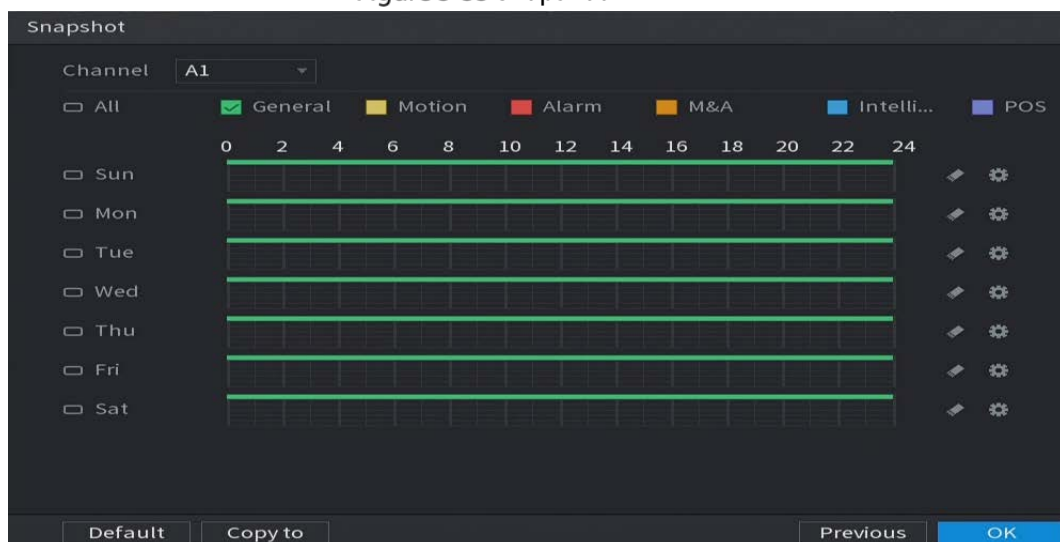 Snapshot
Channel A1
All General Motion Alarm M&A Intelli... POS
0 2 4 6 8 10 12 14 16 18 20 22 24
Sun
Mon
Tue
Wed
Thu
Fri
Sat
Default Copy to Previous OK